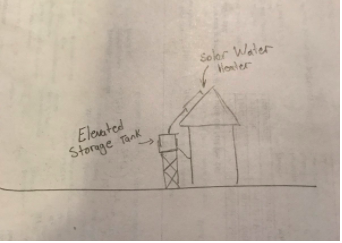 Solar Water
Heater
Elevated
Storage Tank